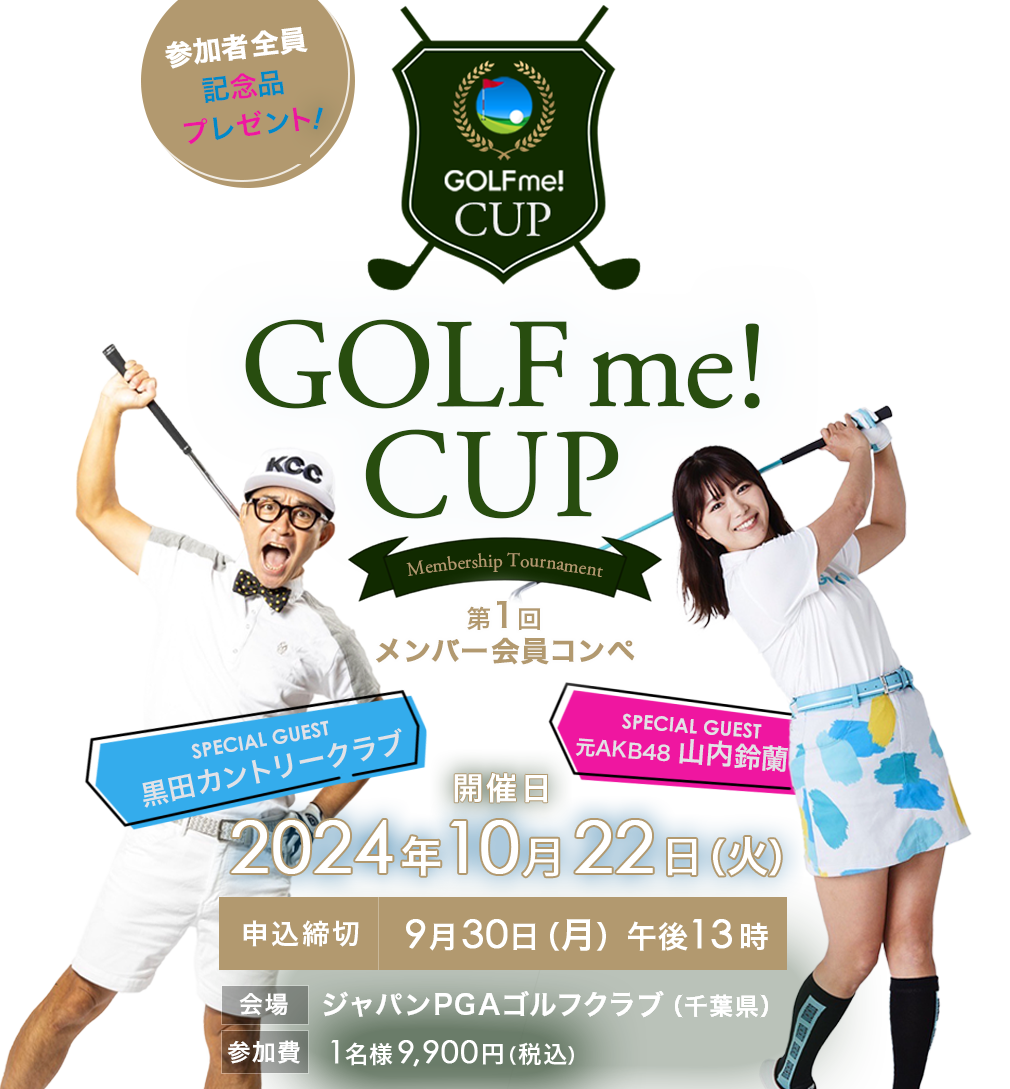 参加者全員
記念品
プレゼント!
GOLFme!
CUP
GOLF me!
CUP
KCC
Membership Tournament
第1回
メンバー会員コンペ
SPECIAL GUEST
黒田カントリークラブ
SPECIAL GUEST
元AKB48 山内鈴蘭
開催日
2024年10月22日(火)
申込締切 9月30日(月) 午後13時
会場 ジャパンPGAゴルフクラブ(千葉県)
参加費 1名様9,900円(税込)